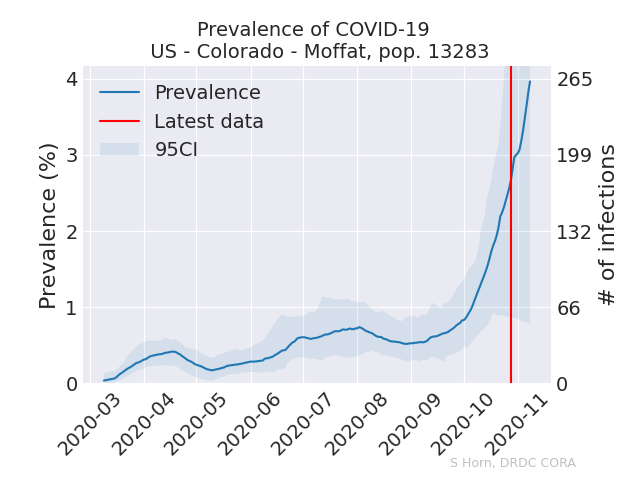 Prevalence of COVID-19
US - Colorado - Moffat, pop. 13283
Prevalence
Latest data
95CI
Prevalence (%)
4
3
2
1
0
# of infections
265
199
132
66
0
2020-03
2020-04
2020-05
2020-06
2020-07
2020-08
2020-09
2020-10
2020-11
S Horn, DRDC CORA